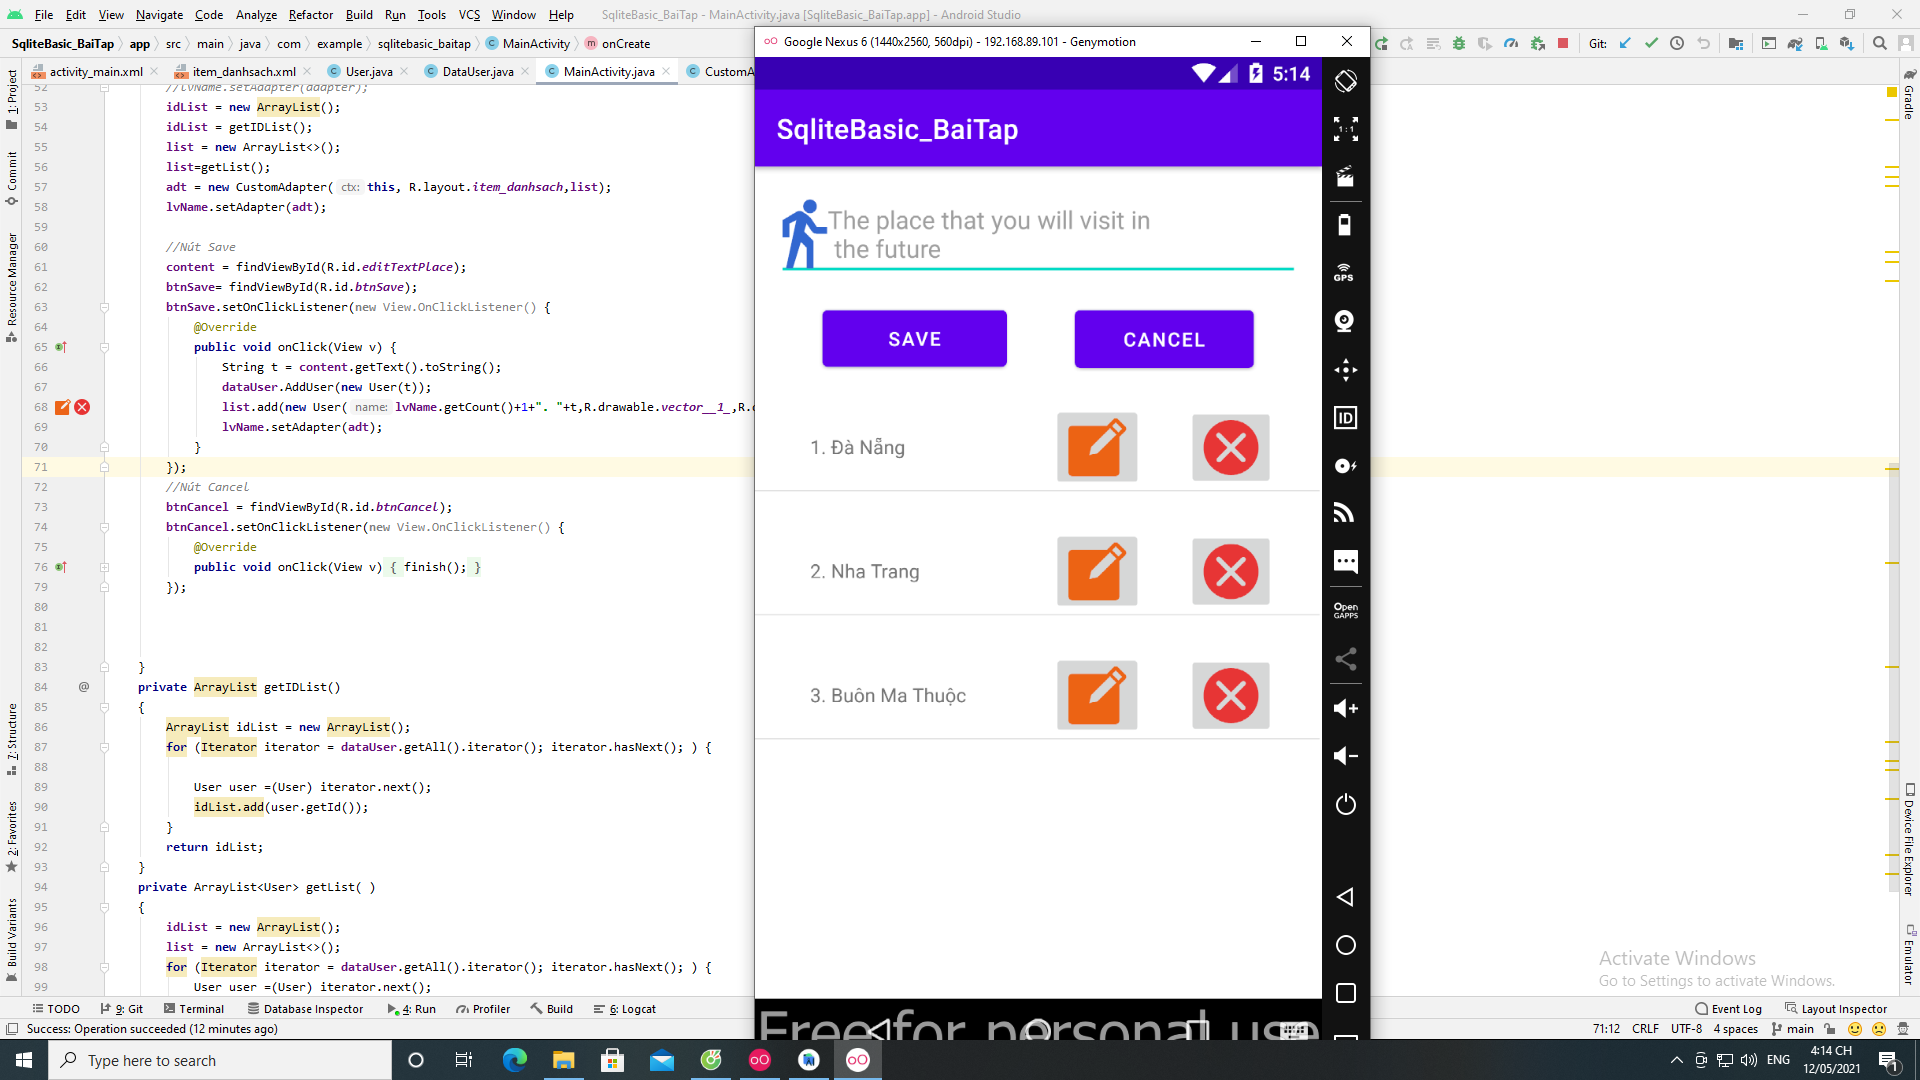 File Edit View Navigate Code Analyze Refactor Build Run Tools VCS Window Help SqliteBasic_BaiTap - MainActivity.java [SqliteBasic_BaiTap.app] - Android Studio
SqliteBasic_BaiTap app src main java com example sqlitebasic_baitap MainActivity onCreate
Git:
activity_main.xml item_danhsach.xml User.java DataUser.java MainActivity.java CustomA
1: Project
Commit
Resource Manager
7: Structure
2: Favorites
Build Variants
52 //lvName.setAdapter(adapter);
53 idList = new ArrayList();
54 idList = getIDList();
55 list = new ArrayList<>();
56 list=getList();
57 adt = new CustomAdapter( ctx: this, R.layout.item_danhsach,list);
58 lvName.setAdapter(adt);
59
60 //Nút Save
61 content = findViewById(R.id.editTextPlace);
62 btnSave= findViewById(R.id.btnSave);
63 btnSave.setOnClickListener(new View.OnClickListener() {
64 @Override
65 public void onClick(View v) {
66 String t = content.getText().toString();
67 dataUser.AddUser(new User(t));
68 list.add(new User( name: lvName.getCount()+1+". "+t,R.drawable.vector__1_,R.d
69 lvName.setAdapter(adt);
70 }
71 });
72 //Nút Cancel
73 btnCancel = findViewById(R.id.btnCancel);
74 btnCancel.setOnClickListener(new View.OnClickListener() {
75 @Override
76 public void onClick(View v) { finish(); }
79 });
80
81
82
83 }
84 @ private ArrayList getIDList()
85 {
86 ArrayList idList = new ArrayList();
87 for (Iterator iterator = dataUser.getAll().iterator(); iterator.hasNext(); ) {
88
89 User user =(User) iterator.next();
90 idList.add(user.getId());
91 }
92 return idList;
93 }
94 private ArrayList<User> getList( )
95 {
96 idList = new ArrayList();
97 list = new ArrayList<>();
98 for (Iterator iterator = dataUser.getAll().iterator(); iterator.hasNext(); ) {
99 User user =(User) iterator.next();
Google Nexus 6 (1440x2560, 560dpi) - 192.168.89.101 - Genymotion
5:14
SqliteBasic_BaiTap
The place that you will visit in
the future
SAVE CANCEL
1. Đà Nẵng
2. Nha Trang
3. Buôn Ma Thuộc
Free for personal use
1:1
GPS
ID
Open
GAPPS
Gradle
Device File Explorer
Emulator
Activate Windows
Go to Settings to activate Windows.
TODO 9: Git Terminal Database Inspector 4: Run Profiler Build 6: Logcat Event Log Layout Inspector
Success: Operation succeeded (12 minutes ago) 71:12 CRLF UTF-8 4 spaces main
Type here to search
ENG
4:14 CH
12/05/2021
1